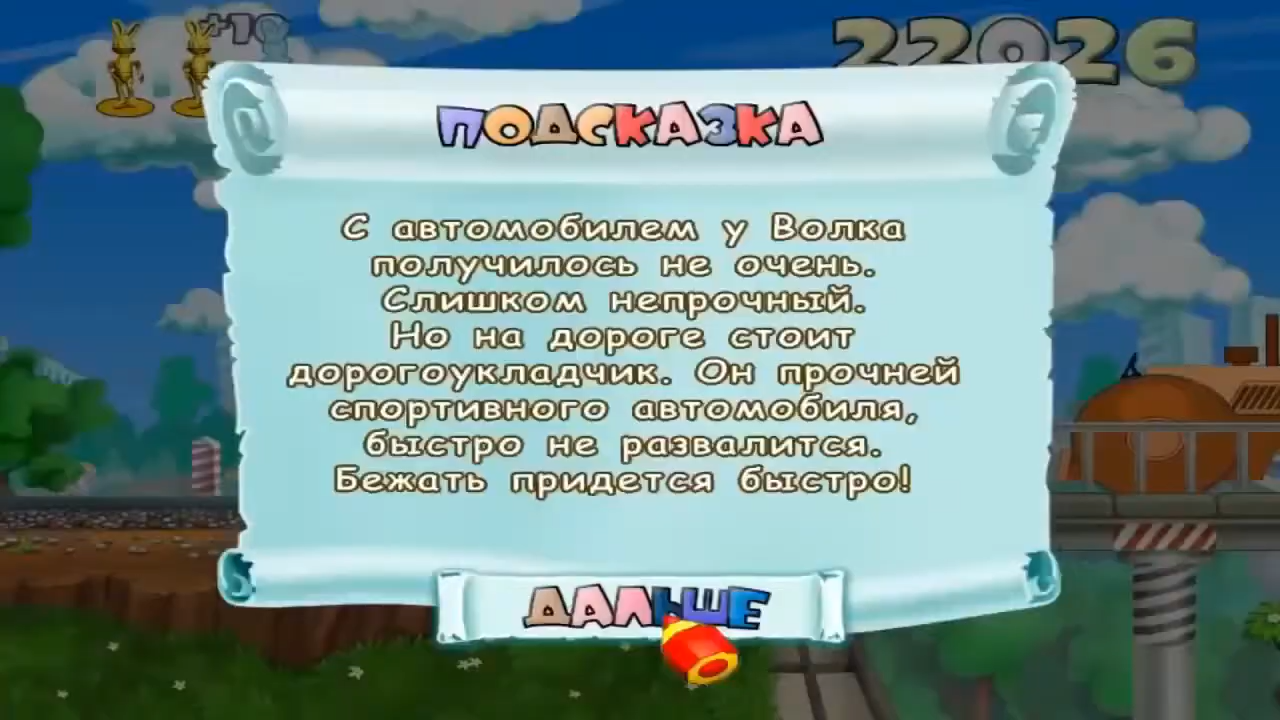 +10
22026
ПОДСКАЗКА
С автомобилем у Волка
получилось не очень.
Слишком непрочный.
Но на дороге стоит
дорогоукладчик. Он прочней
спортивного автомобиля,
быстро не развалится.
Бежать придется быстро!
ДАЛЬШЕ